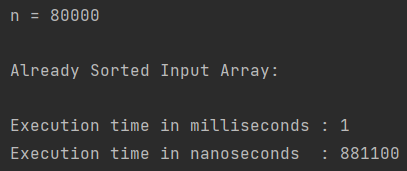 n = 80000
Already Sorted Input Array:
Execution time in milliseconds : 1
Execution time in nanoseconds  : 881100